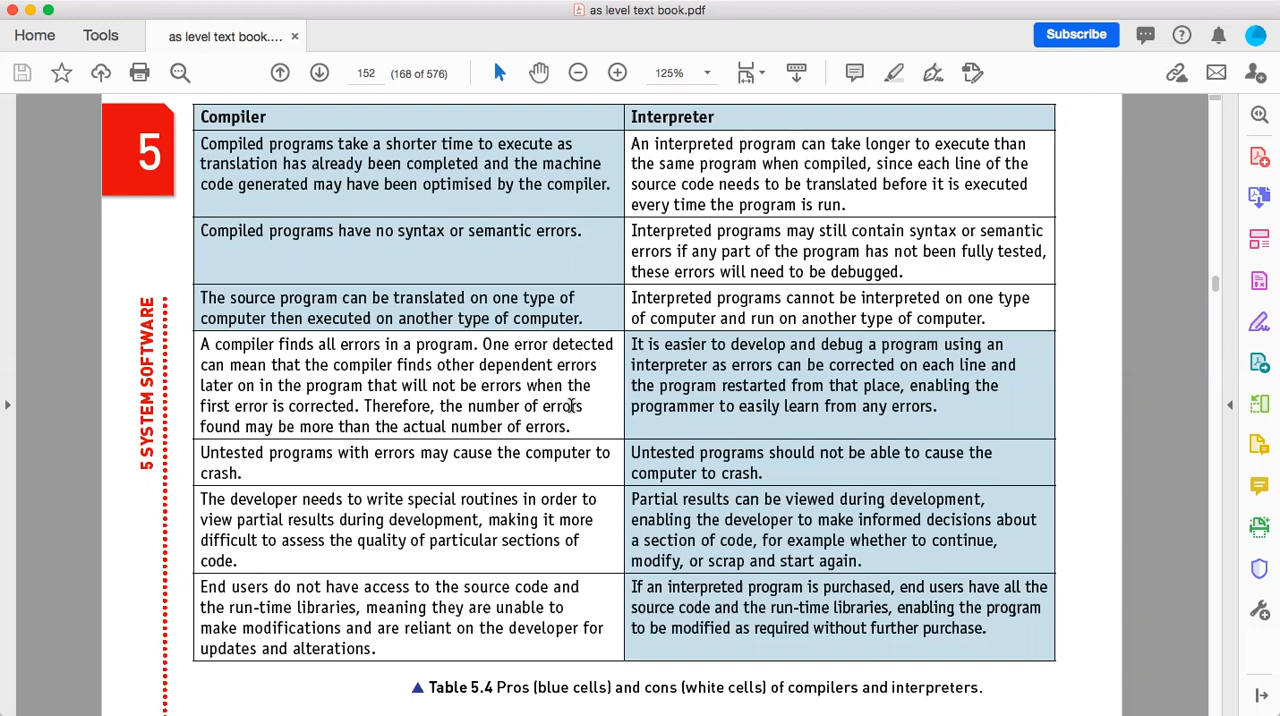 as level text book.pdf
Home
Tools
as level text book....
×
Subscribe
152
(168 of 576)
125%
5
5 SYSTEM SOFTWARE
Compiler
Interpreter
Compiled programs take a shorter time to execute as
translation has already been completed and the machine
code generated may have been optimised by the compiler.
An interpreted program can take longer to execute than
the same program when compiled, since each line of the
source code needs to be translated before it is executed
every time the program is run.
Compiled programs have no syntax or semantic errors.
Interpreted programs may still contain syntax or semantic
errors if any part of the program has not been fully tested,
these errors will need to be debugged.
The source program can be translated on one type of
computer then executed on another type of computer.
Interpreted programs cannot be interpreted on one type
of computer and run on another type of computer.
A compiler finds all errors in a program. One error detected
can mean that the compiler finds other dependent errors
later on in the program that will not be errors when the
first error is corrected. Therefore, the number of errors
found may be more than the actual number of errors.
It is easier to develop and debug a program using an
interpreter as errors can be corrected on each line and
the program restarted from that place, enabling the
programmer to easily learn from any errors.
Untested programs with errors may cause the computer to
crash.
Untested programs should not be able to cause the
computer to crash.
The developer needs to write special routines in order to
view partial results during development, making it more
difficult to assess the quality of particular sections of
code.
Partial results can be viewed during development,
enabling the developer to make informed decisions about
a section of code, for example whether to continue,
modify, or scrap and start again.
End users do not have access to the source code and
the run-time libraries, meaning they are unable to
make modifications and are reliant on the developer for
updates and alterations.
If an interpreted program is purchased, end users have all the
source code and the run-time libraries, enabling the program
to be modified as required without further purchase.
▲ Table 5.4 Pros (blue cells) and cons (white cells) of compilers and interpreters.